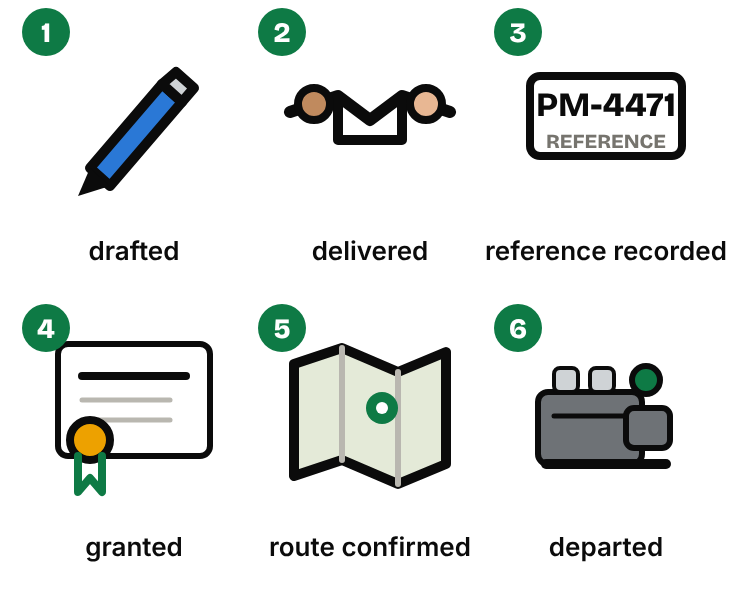 1
2
3
PM-4471
REFERENCE
drafted
delivered
reference recorded
4
5
6
granted
route confirmed
departed